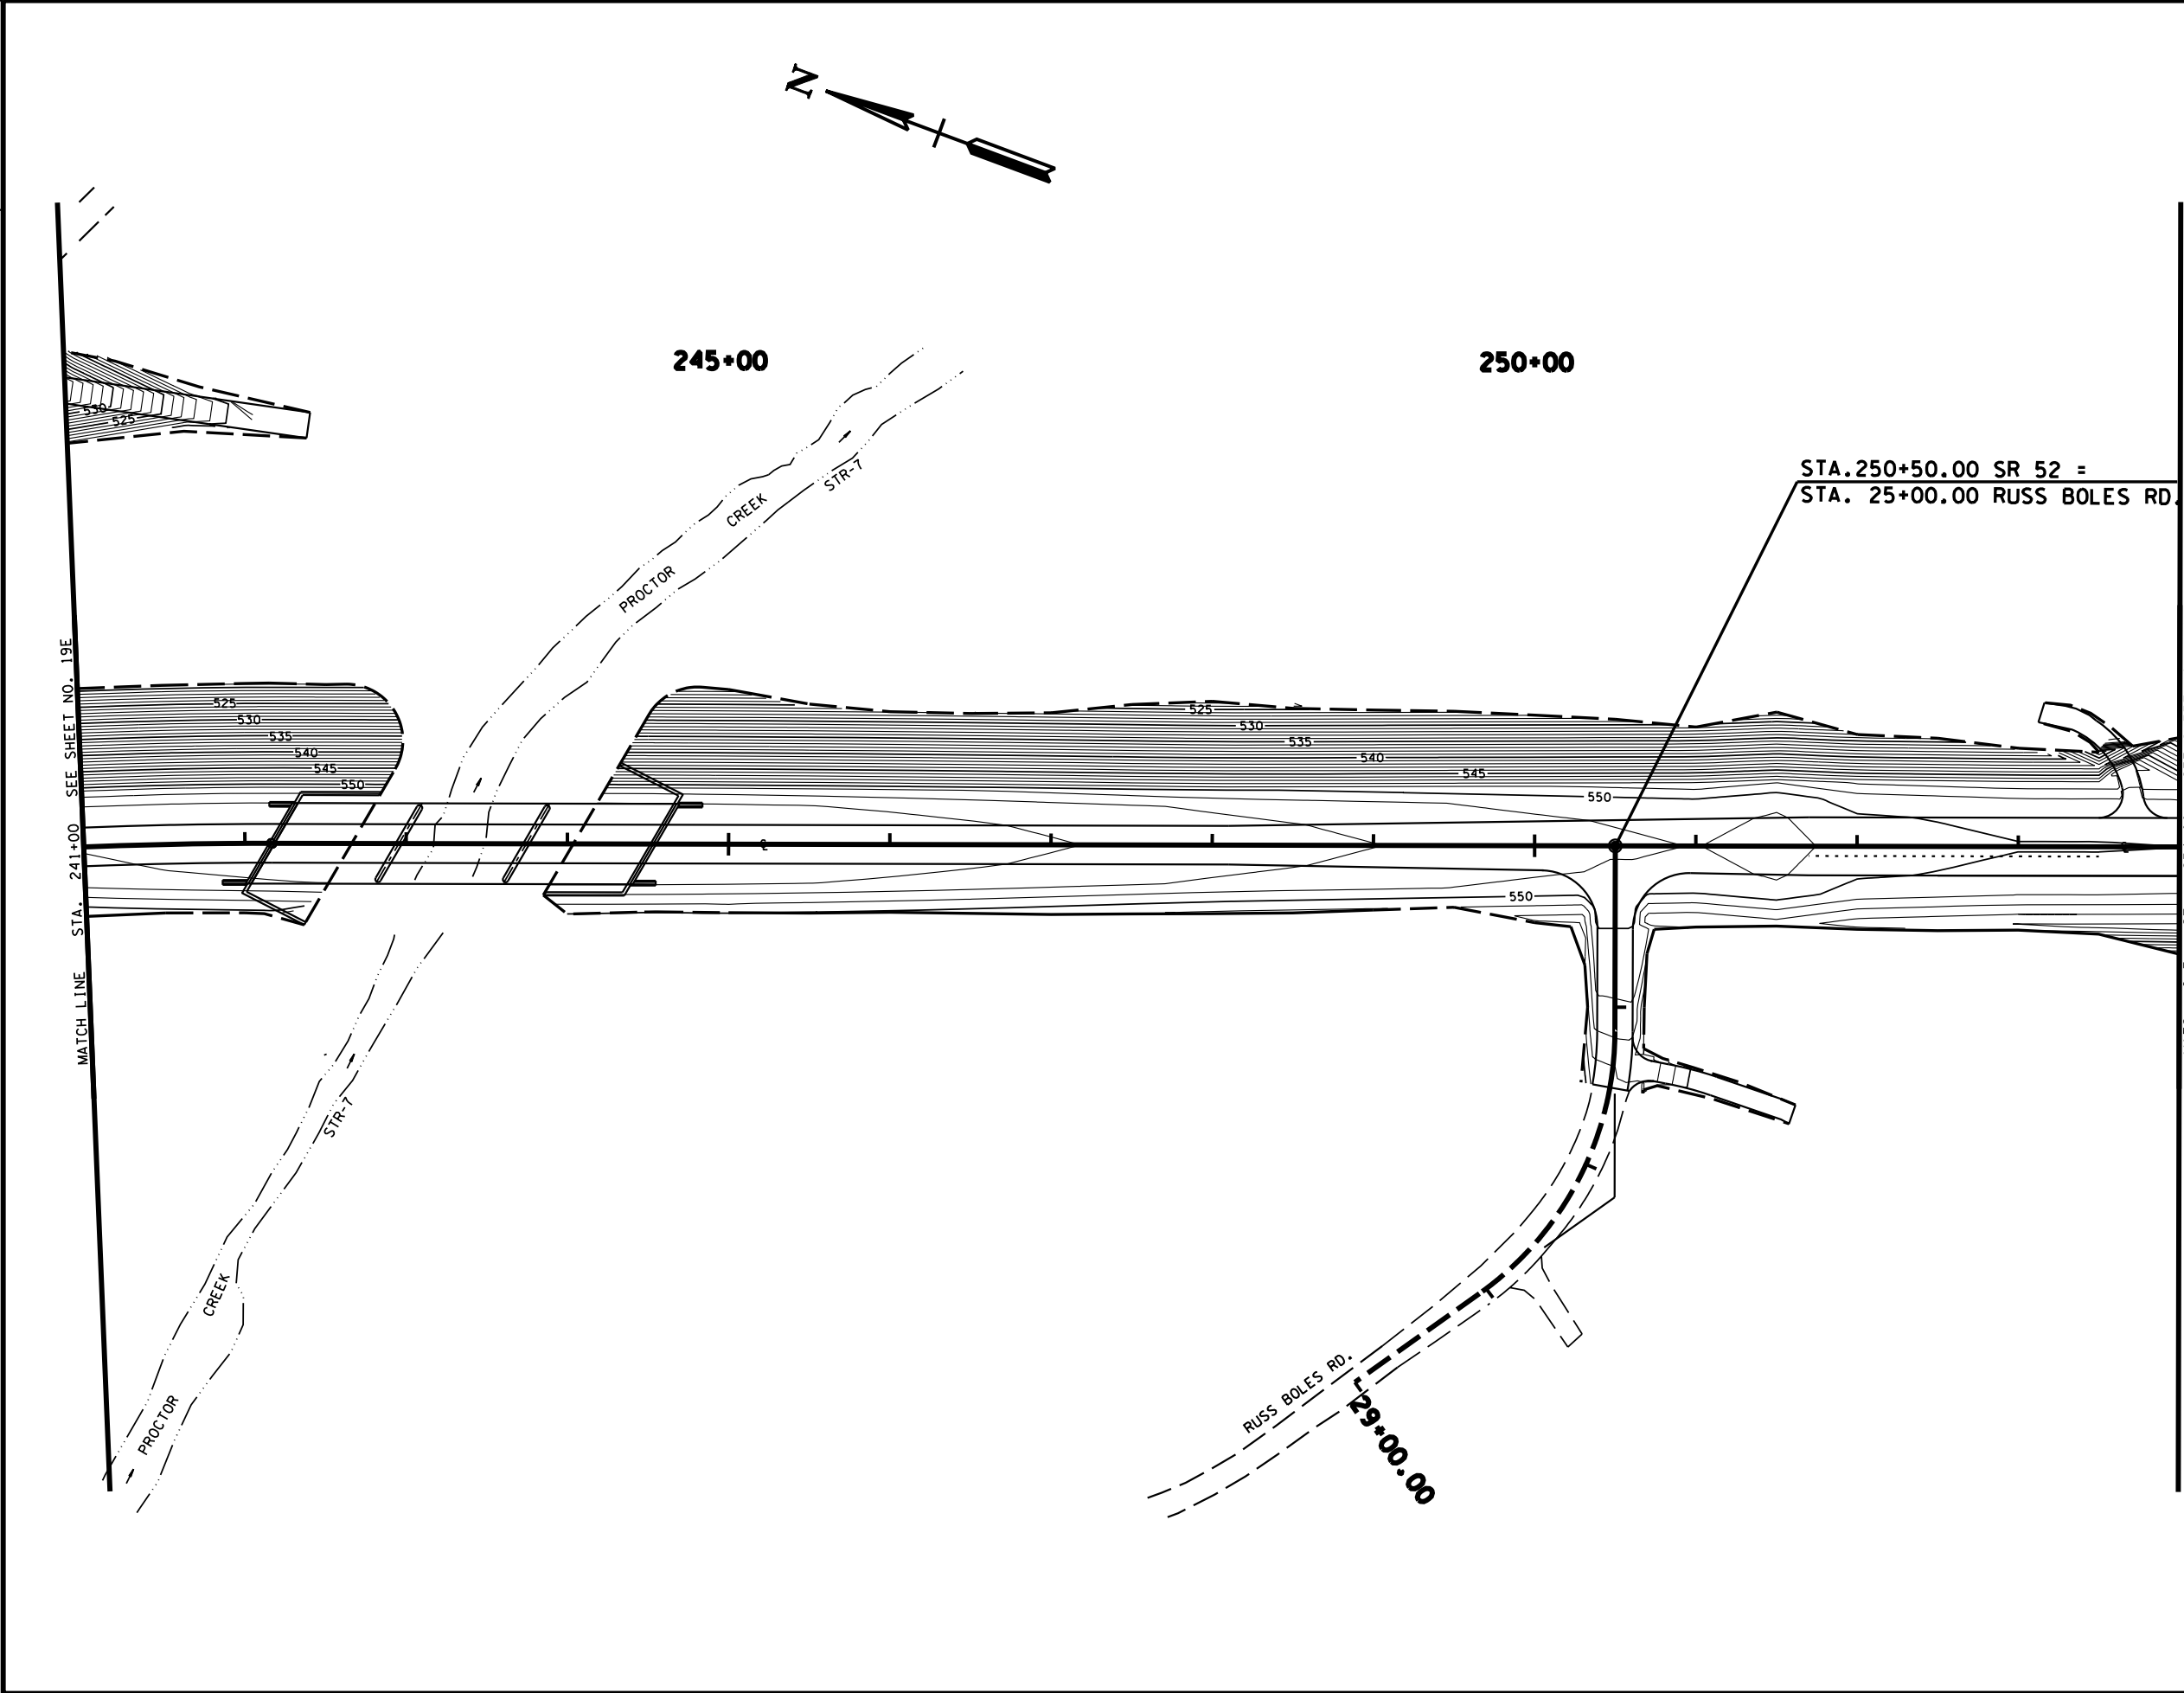 N
245+00
250+00
STA.250+50.00 SR 52 =
STA. 25+00.00 RUSS BOLES RD.
530
525
CREEK
STR-7
PROCTOR
MATCH LINE STA. 241+00 SEE SHEET NO. 19E
525
530
535
540
545
550
525
530
535
540
545
550
550
STR-7
CREEK
PROCTOR
RUSS BOLES RD.
29+00.00